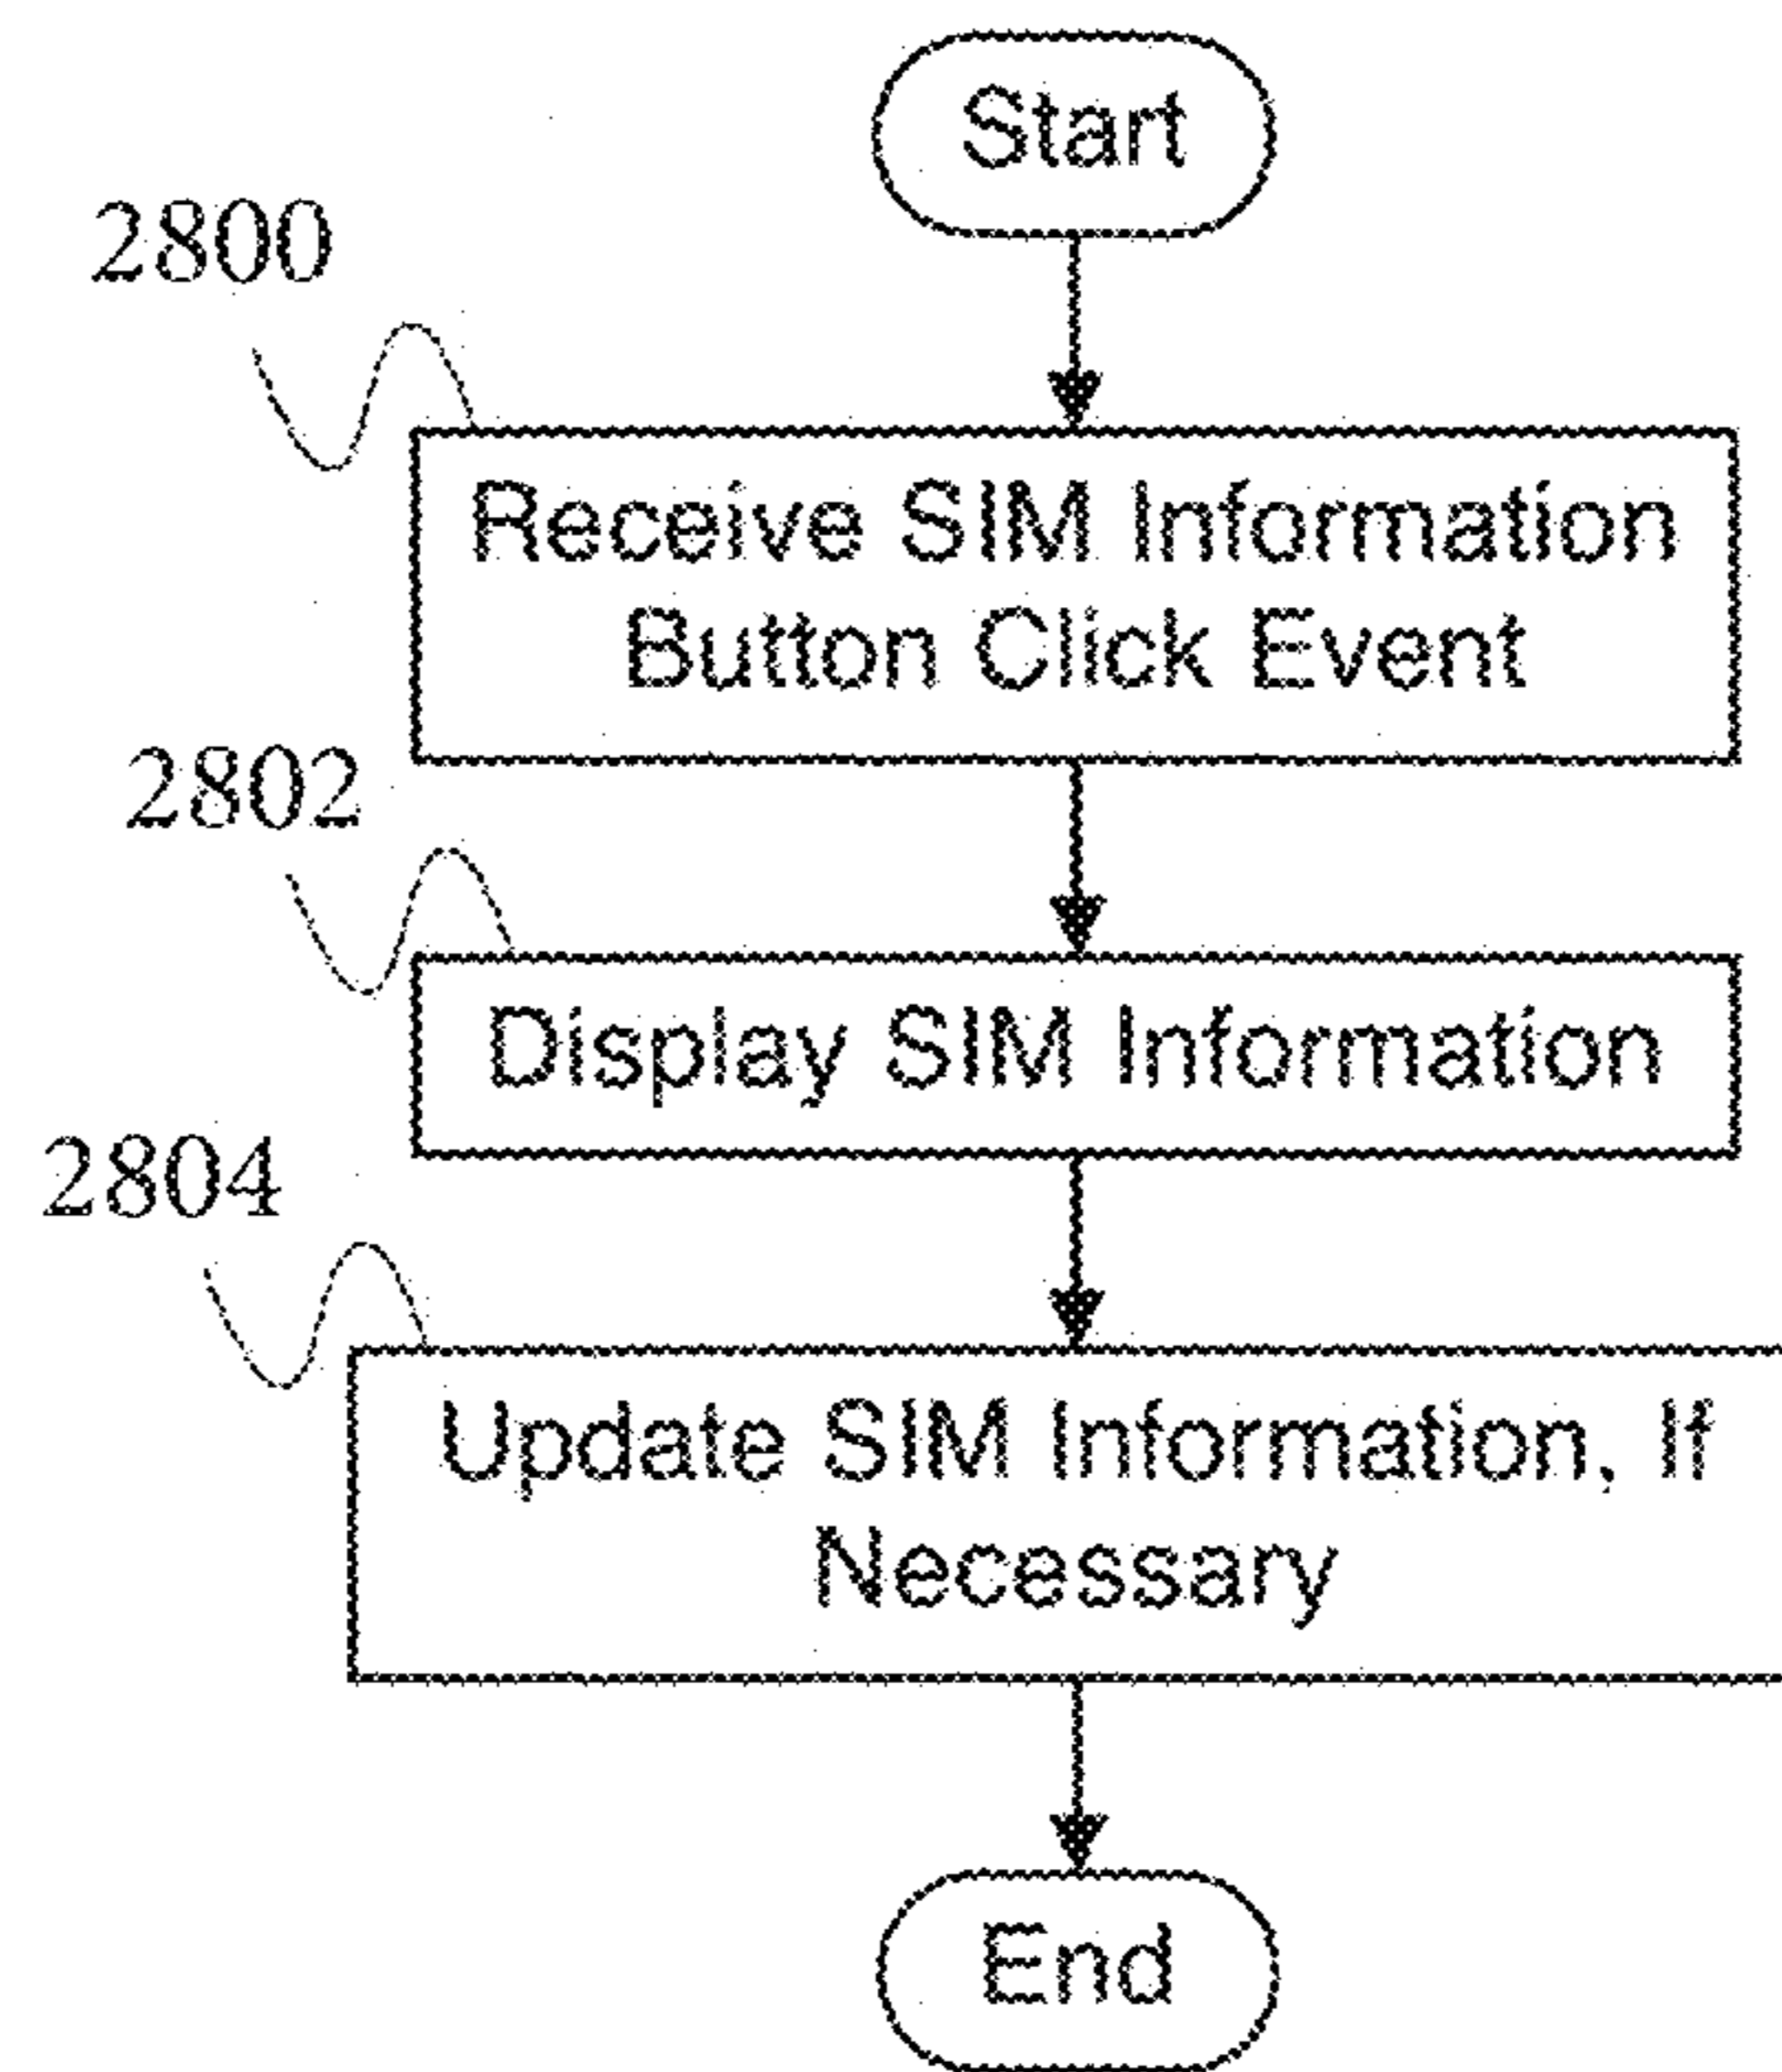 Start
2800
Receive SIM Information
Button Click Event
2802
Display SIM Information
2804
Update SIM Information, If
Necessary
End